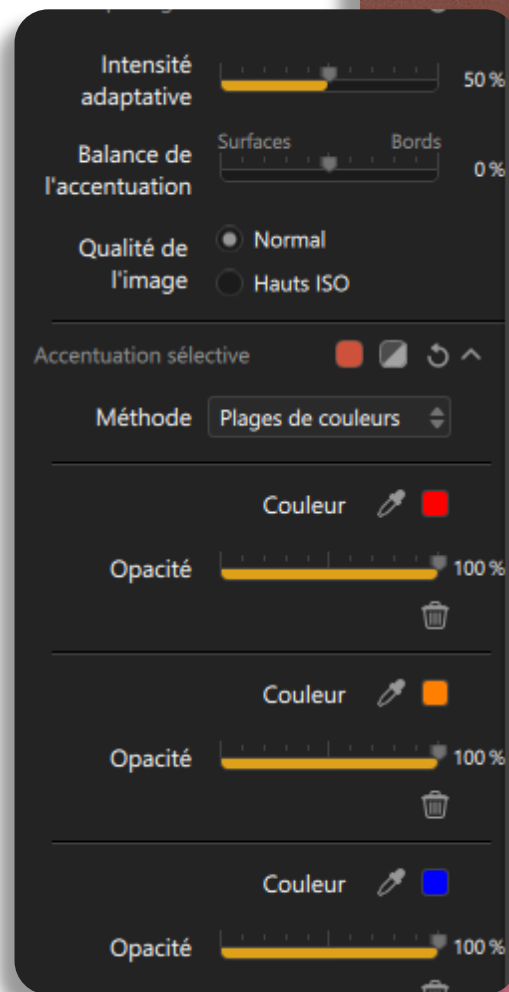 Intensité
adaptative
50 %
Surfaces Bords
Balance de
l'accentuation
0 %
Qualité de
l'image
Normal
Hauts ISO
Accentuation sélective
Méthode Plages de couleurs
Couleur
Opacité 100 %
Couleur
Opacité 100 %
Couleur
Opacité 100 %